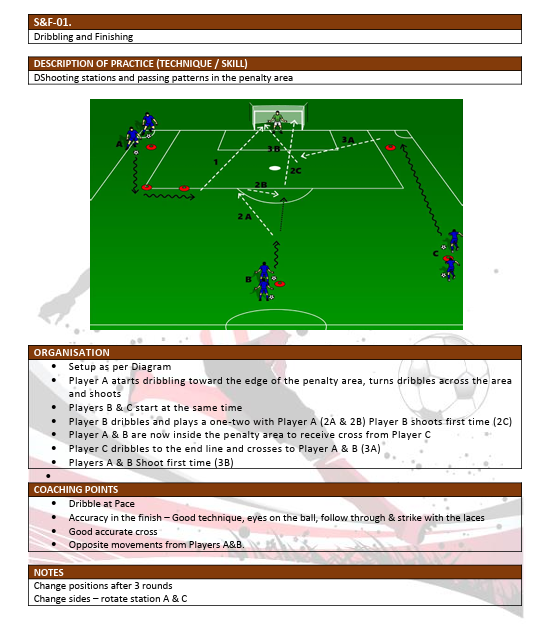 S&F-01.
Dribbling and Finishing
DESCRIPTION OF PRACTICE (TECHNIQUE / SKILL)
DShooting stations and passing patterns in the penalty area
A
1
3B
3A
2C
2B
2A
C
B
ORGANISATION
• Setup as per Diagram
• Player A atarts dribbling toward the edge of the penalty area, turns dribbles across the area
and shoots
• Players B & C start at the same time
• Player B dribbles and plays a one-two with Player A (2A & 2B) Player B shoots first time (2C)
• Player A & B are now inside the penalty area to receive cross from Player C
• Player C dribbles to the end line and crosses to Player A & B (3A)
• Players A & B Shoot first time (3B)
•
COACHING POINTS
• Dribble at Pace
• Accuracy in the finish – Good technique, eyes on the ball, follow through & strike with the laces
• Good accurate cross
• Opposite movements from Players A&B.
NOTES
Change positions after 3 rounds
Change sides – rotate station A & C